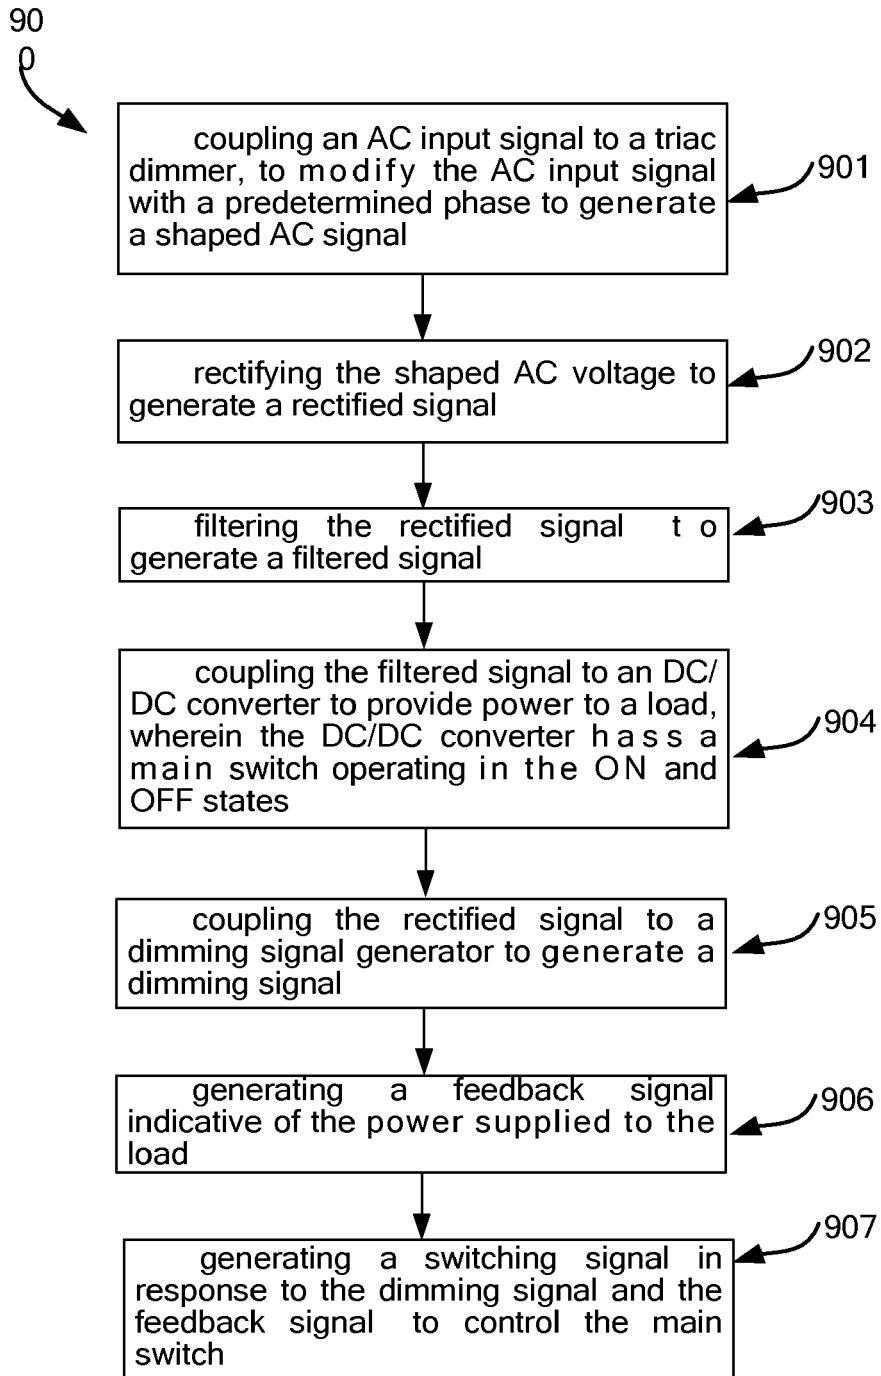 90
0
coupling an AC input signal to a triac
dimmer, to modify the AC input signal
with a predetermined phase to generate
a shaped AC signal
901
rectifying the shaped AC voltage to
generate a rectified signal
902
filtering the rectified signal to
generate a filtered signal
903
coupling the filtered signal to an DC/
DC converter to provide power to a load,
wherein the DC/DC converter hass a
main switch operating in the ON and
OFF states
904
coupling the rectified signal to a
dimming signal generator to generate a
dimming signal
905
generating a feedback signal
indicative of the power supplied to the
load
906
generating a switching signal in
response to the dimming signal and the
feedback signal to control the main
switch
907